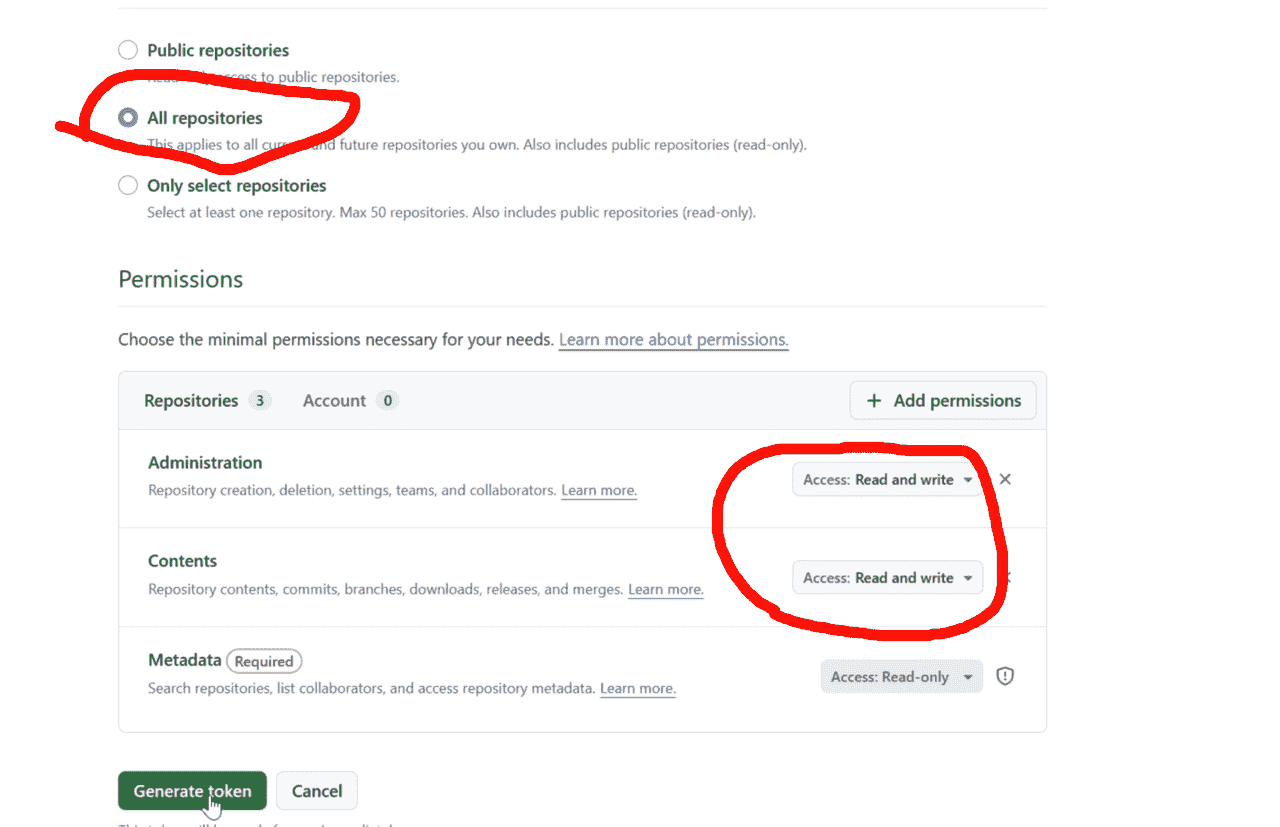 Public repositories
access to public repositories.
All repositories
This applies to all current and future repositories you own. Also includes public repositories (read-only).
Only select repositories
Select at least one repository. Max 50 repositories. Also includes public repositories (read-only).
Permissions
Choose the minimal permissions necessary for your needs. Learn more about permissions.
Repositories 3 Account 0 + Add permissions
Administration
Repository creation, deletion, settings, teams, and collaborators. Learn more.
Access: Read and write
Contents
Repository contents, commits, branches, downloads, releases, and merges. Learn more.
Access: Read and write
Metadata Required
Search repositories, list collaborators, and access repository metadata. Learn more.
Access: Read-only
Generate token Cancel